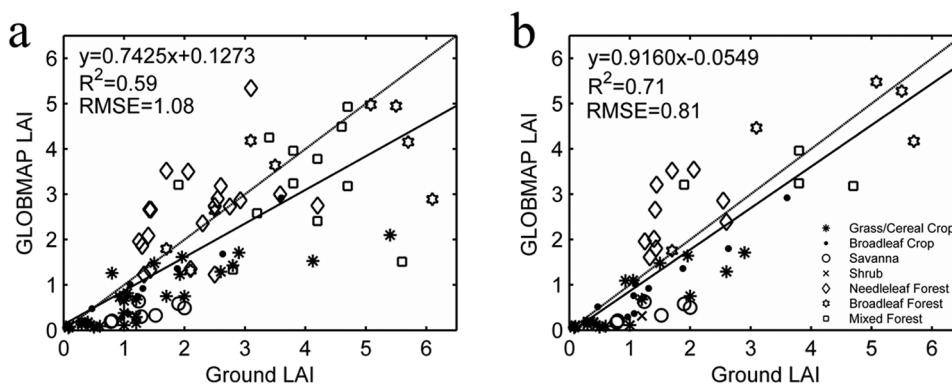 a
y=0.7425x+0.1273
R²=0.59
RMSE=1.08
GLOBMAP LAI
6
5
4
3
2
1
0
0 1 2 3 4 5 6
Ground LAI
b
y=0.9160x-0.0549
R²=0.71
RMSE=0.81
GLOBMAP LAI
6
5
4
3
2
1
0
0 1 2 3 4 5 6
Ground LAI
Grass/Cereal Crop
Broadleaf Crop
Savanna
Shrub
Needleleaf Forest
Broadleaf Forest
Mixed Forest